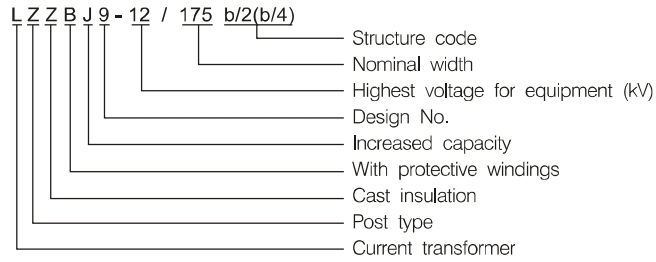 LZZBJ9-12/175 b/2(b/4)
Structure code
Nominal width
Highest voltage for equipment (kV)
Design No.
Increased capacity
With protective windings
Cast insulation
Post type
Current transformer